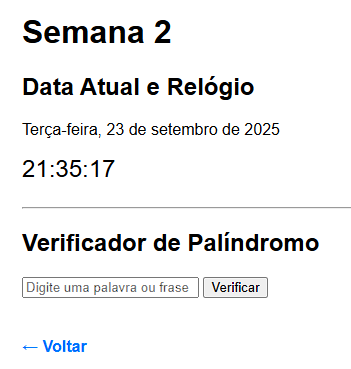 Semana 2
Data Atual e Relógio
Terça-feira, 23 de setembro de 2025
21:35:17
Verificador de Palíndromo
Digite uma palavra ou frase Verificar
← Voltar